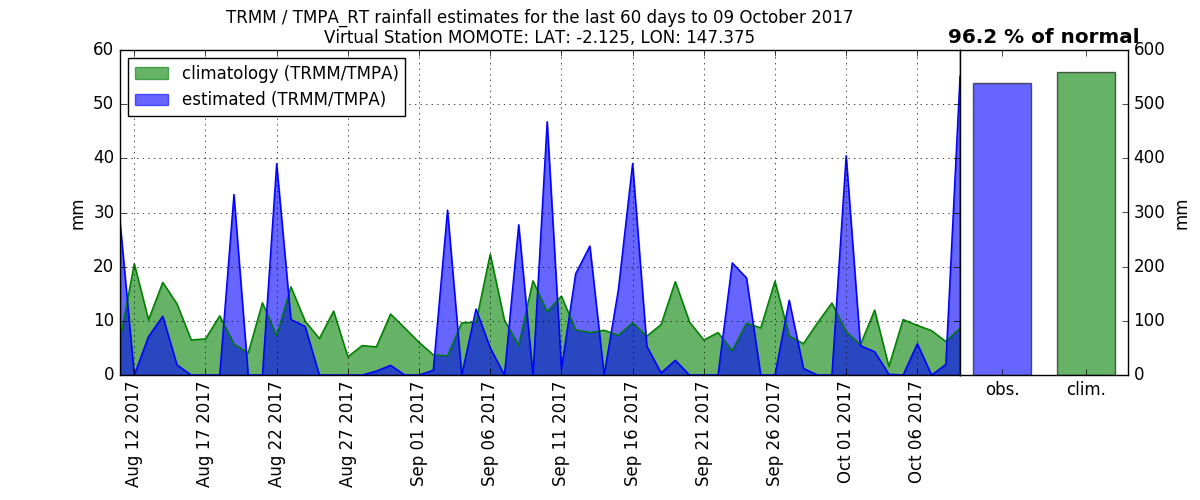 TRMM / TMPA_RT rainfall estimates for the last 60 days to 09 October 2017
Virtual Station MOMOTE: LAT: -2.125, LON: 147.375
96.2 % of normal
climatology (TRMM/TMPA)
estimated (TRMM/TMPA)
60
50
40
30
20
10
0
mm
600
500
400
300
200
100
0
mm
Aug 12 2017
Aug 17 2017
Aug 22 2017
Aug 27 2017
Sep 01 2017
Sep 06 2017
Sep 11 2017
Sep 16 2017
Sep 21 2017
Sep 26 2017
Oct 01 2017
Oct 06 2017
obs.
clim.